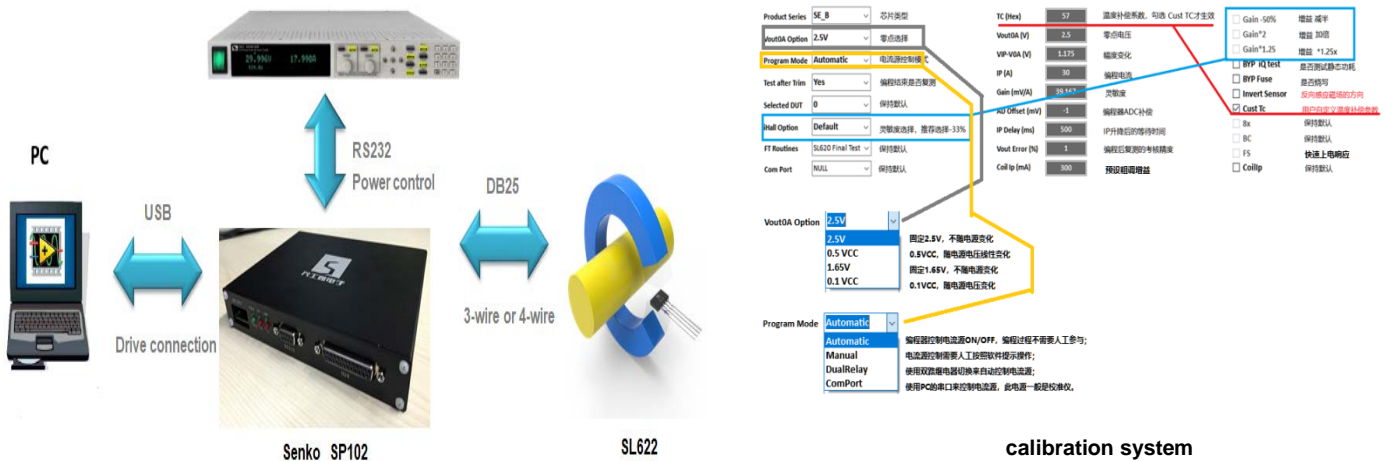 29.996V 17.998A
PC
RS232
Power control
USB
Drive connection
DB25
3-wire or 4-wire
Senko SP102
SL622
Product Series SE_B 芯片类型
Vout0A Option 2.5V 零点选择
Program Mode Automatic 电流源控制模式
Test after Trim Yes 编程结束是否复测
Selected DUT 0 保持默认
iHall Option Default 灵敏度选择，推荐选择-33%
FT Routines SL620 Final Test 保持默认
Com Port NULL 保持默认
TC (Hex) 57 温度补偿系数，勾选 Cust TC才生效
Vout0A (V) 2.5 零点电压
VIP-V0A (V) 1.175 幅度变化
IP (A) 30 编程电流
Gain (mV/A) 39.167 灵敏度
AD Offset (mV) -1 编程器ADC补偿
IP Delay (ms) 500 IP升降后的等待时间
Vout Error (%) 1 编程后复测的考核精度
Coil Ip (mA) 300 预设粗调增益
Gain -50% 增益 减半
Gain*2 增益 加倍
Gain*1.25 增益 *1.25x
BYP iQ test 是否测试静态功耗
BYP Fuse 是否烧写
Invert Sensor 反向感应磁场的方向
Cust Tc 用户自定义温度补偿参数
8x 保持默认
BC 保持默认
FS 快速上电响应
CoilIp 保持默认
Vout0A Option 2.5V
2.5V 固定2.5V，不随电源变化
0.5 VCC 0.5VCC，随电源电压线性变化
1.65V 固定1.65V，不随电源变化
0.1 VCC 0.1VCC，随电源电压变化
Program Mode Automatic
Automatic 编程器控制电流源ON/OFF，编程过程不需要人工参与；
Manual 电流源控制需要人工按照软件提示操作；
DualRelay 使用双路继电器切换来自动控制电流源；
ComPort 使用PC的串口来控制电流源，此电源一般是校准仪。
calibration system